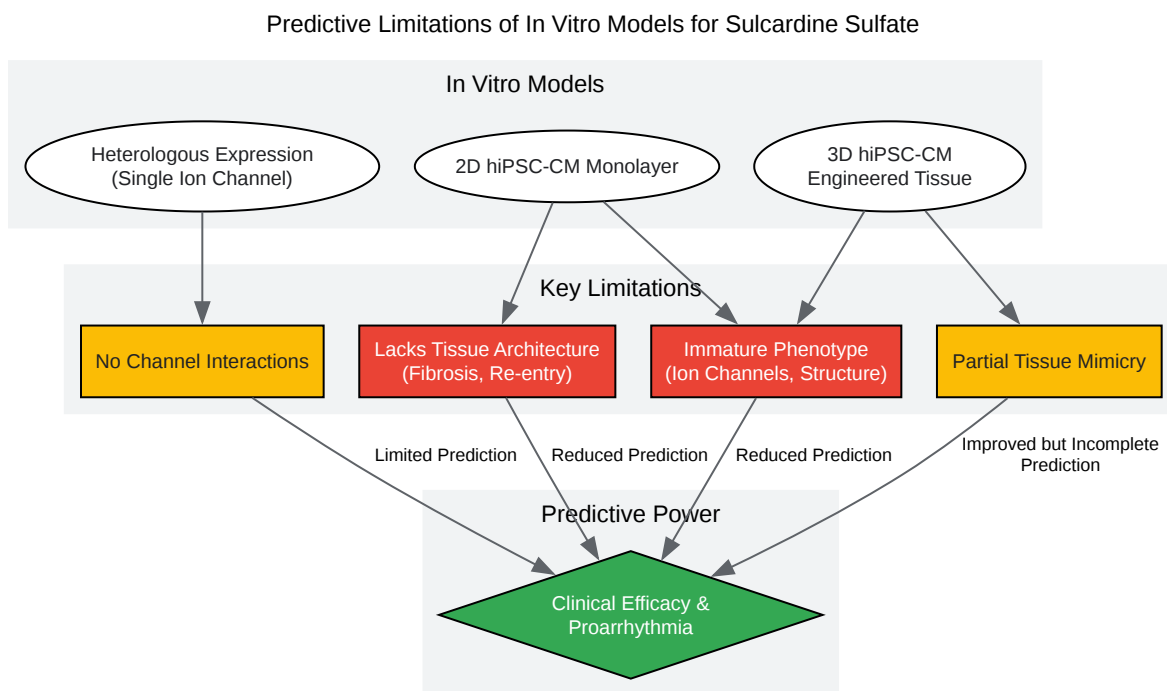 Predictive Limitations of In Vitro Models for Sulcardine Sulfate
In Vitro Models
Heterologous Expression
(Single Ion Channel)
2D hiPSC-CM Monolayer
3D hiPSC-CM
Engineered Tissue
Key Limitations
No Channel Interactions
Lacks Tissue Architecture
(Fibrosis, Re-entry)
Immature Phenotype
(Ion Channels, Structure)
Partial Tissue Mimicry
Limited Prediction
Reduced Prediction
Reduced Prediction
Improved but Incomplete
Prediction
Predictive Power
Clinical Efficacy &
Proarrhythmia